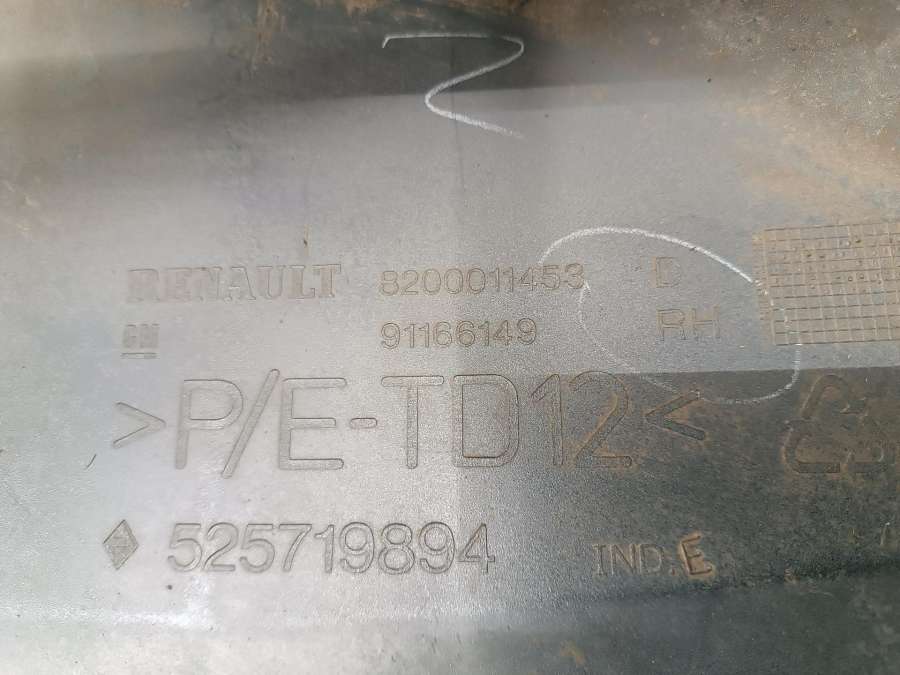 RENAULT 8200011453 D
GM 91166149 RH
>P/E-TD12<
525719894 IND.E